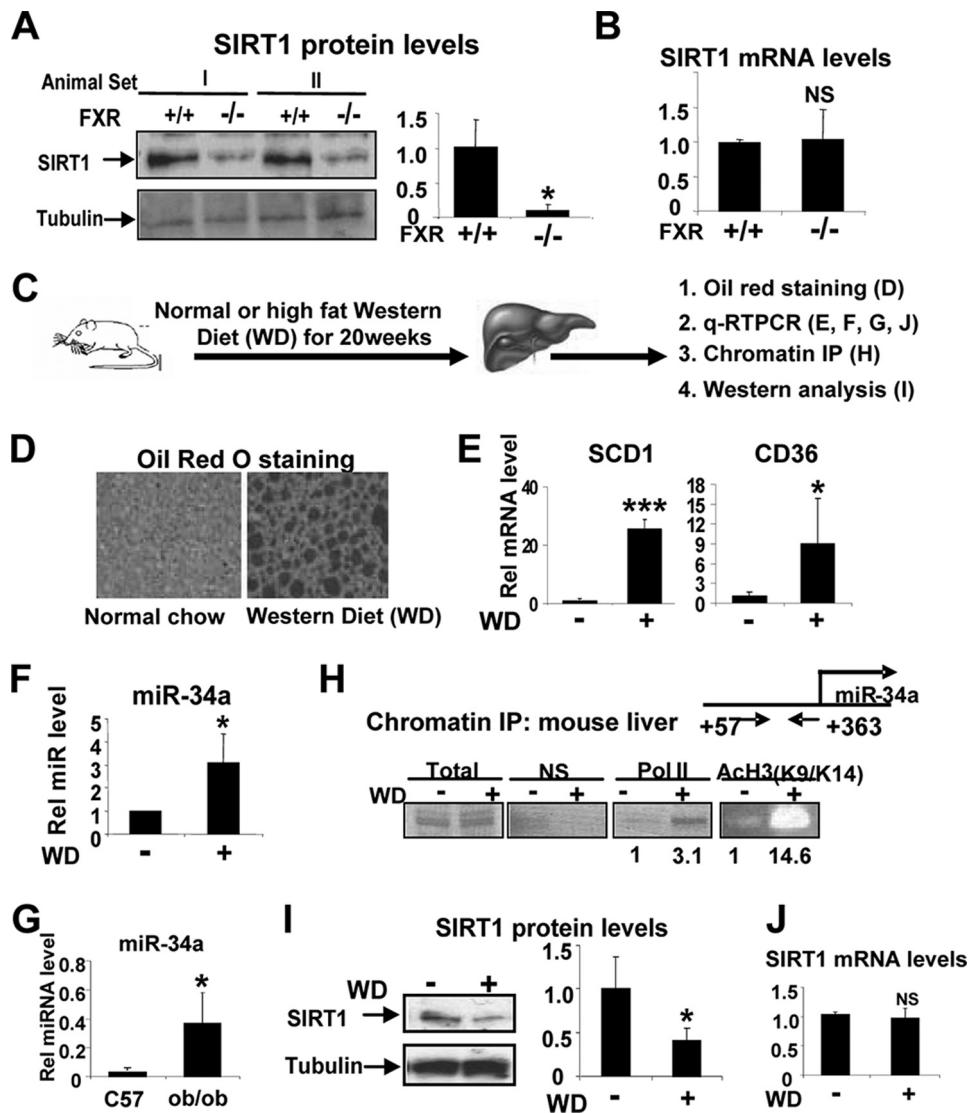 A
SIRT1 protein levels
Animal Set I II
FXR +/+ -/- +/+ -/-
SIRT1
Tubulin
1.5
1.0
0.5
0
*
FXR +/+ -/-
B
SIRT1 mRNA levels
NS
1.5
1.0
0.5
0
FXR +/+ -/-
C
Normal or high fat Western
Diet (WD) for 20weeks
1. Oil red staining (D)
2. q-RTPCR (E, F, G, J)
3. Chromatin IP (H)
4. Western analysis (I)
D
Oil Red O staining
Normal chow Western Diet (WD)
E
SCD1
Rel mRNA level
40
20
0
***
WD - +
CD36
18
15
12
9
6
3
0
*
- +
F
miR-34a
Rel miR level
5
4
3
2
1
0
*
WD - +
H
Chromatin IP: mouse liver
miR-34a
+57 +363
Total NS Pol II AcH3(K9/K14)
WD - + - + - + - +
1 3.1 1 14.6
G
miR-34a
Rel miRNA level
0.8
0.6
0.4
0.2
0
*
C57 ob/ob
I
SIRT1 protein levels
WD - +
SIRT1
Tubulin
1.5
1.0
0.5
0
*
WD - +
J
SIRT1 mRNA levels
1.5
1.0
0.5
0
NS
WD - +